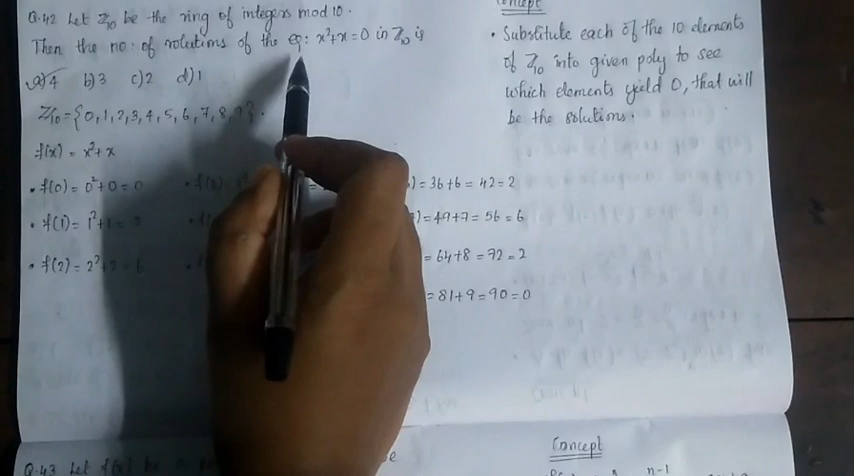 Q.42 Let Z10 be the ring of integers mod 10.
Then the no: of solutions of the eq: x²+x=0 in Z10 is
a) 4 b) 3 c) 2 d) 1
Z10 = {0, 1, 2, 3, 4, 5, 6, 7, 8, 9}.
f(x) = x²+x
• f(0) = 0²+0 = 0
) = 36+6 = 42 = 2
• f(1) = 1²+1 = 2
) = 49+7 = 56 = 6
• f(2) = 2²+2 = 6
= 64+8 = 72 = 2
= 81+9 = 90 = 0
Concept
• Substitute each of the 10 elements
of Z10 into given poly to see
which elements yield 0, that will
be the solutions.
Q.43 Let f(x) be a
Concept
n-1